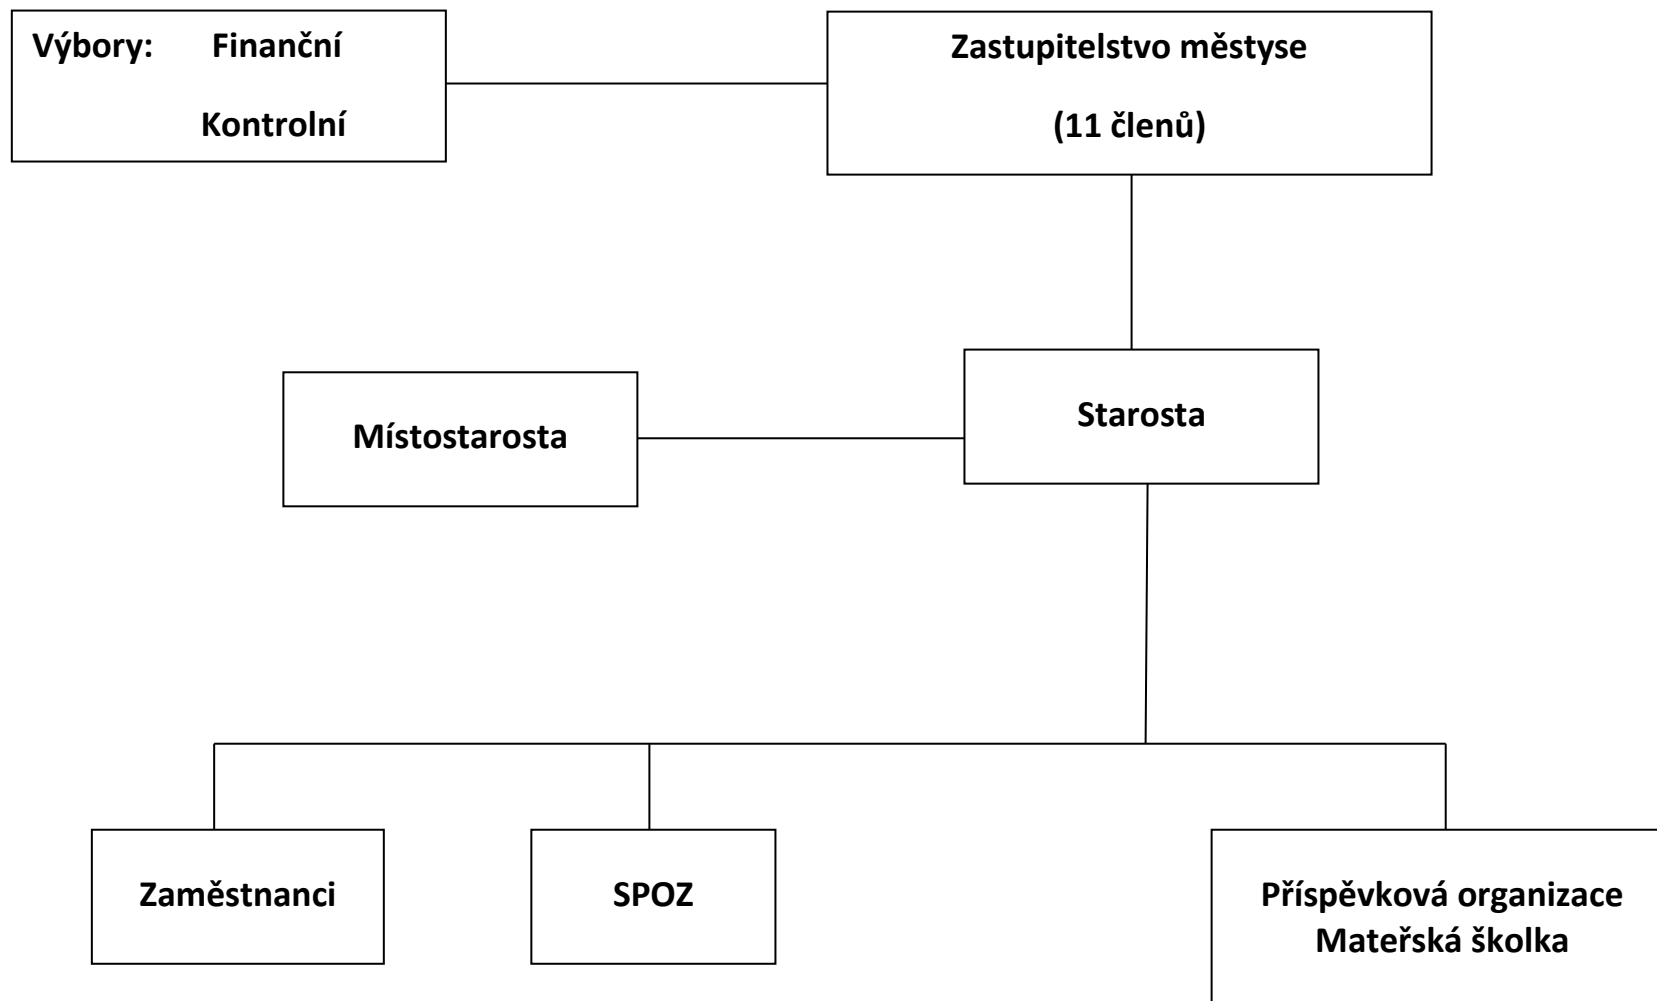 Výbory: Finanční
Kontrolní
Zastupitelstvo městyse
(11 členů)
Starosta
Místostarosta
Zaměstnanci
SPOZ
Příspěvková organizace
Mateřská školka